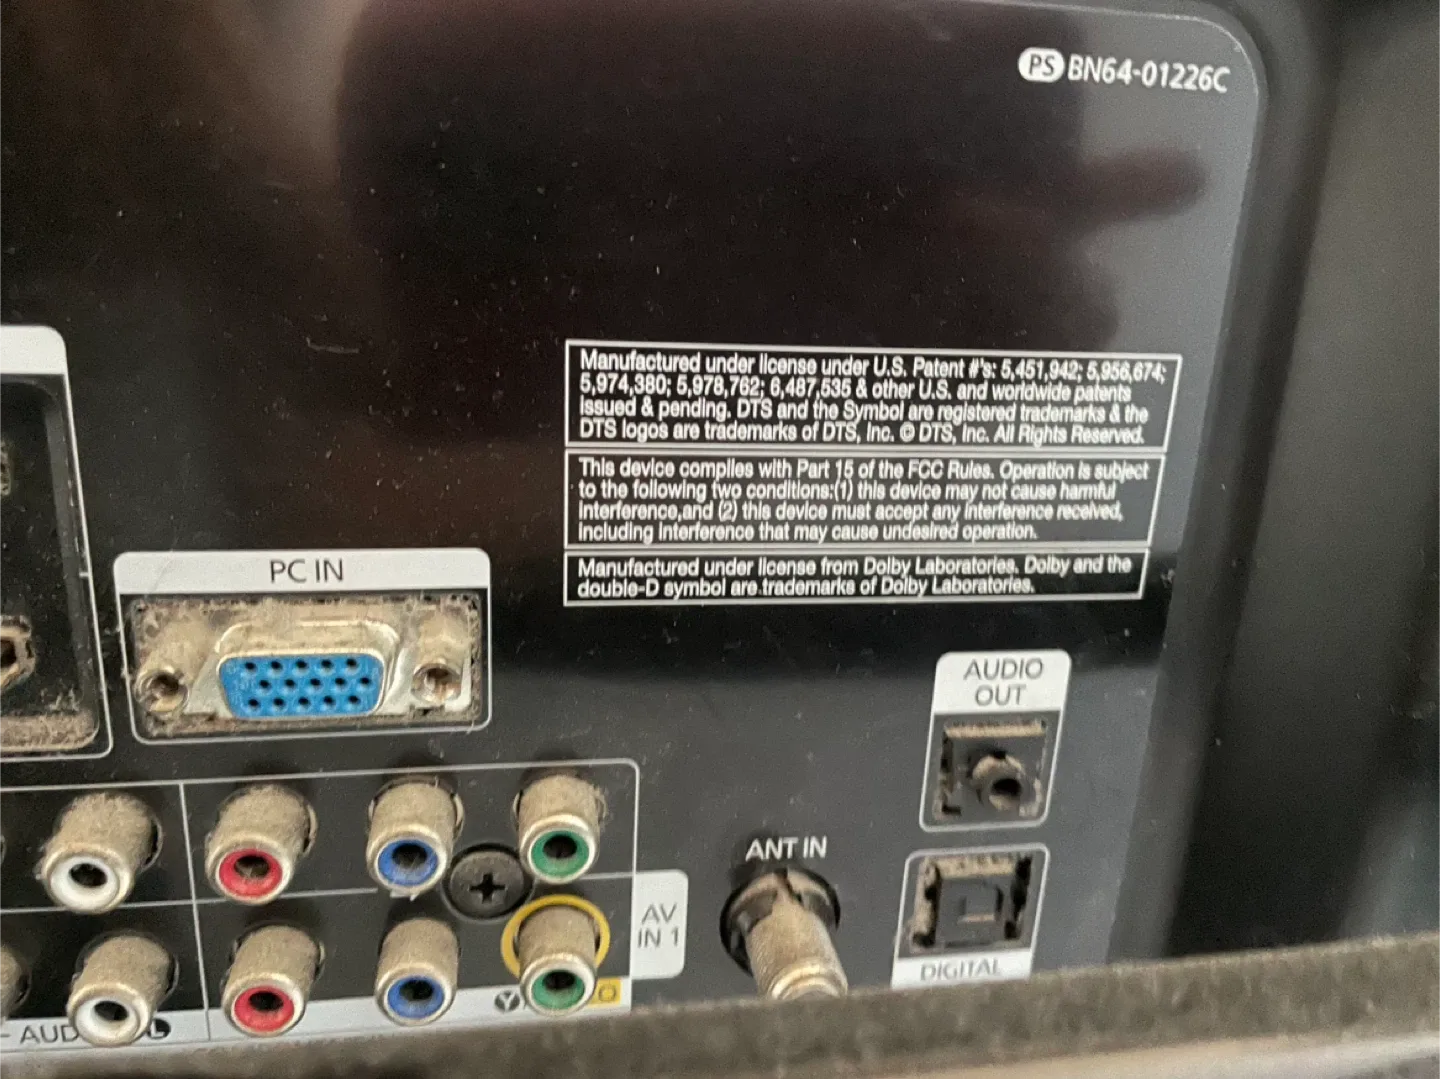 PS BN64-01226C
Manufactured under license under U.S. Patent #'s: 5,451,942; 5,956,674;
5,974,380; 5,978,762; 6,487,535 & other U.S. and worldwide patents
issued & pending. DTS and the Symbol are registered trademarks & the
DTS logos are trademarks of DTS, Inc. © DTS, Inc. All Rights Reserved.
This device complies with Part 15 of the FCC Rules. Operation is subject
to the following two conditions:(1) this device may not cause harmful
interference,and (2) this device must accept any interference received,
including interference that may cause undesired operation.
Manufactured under license from Dolby Laboratories. Dolby and the
double-D symbol are trademarks of Dolby Laboratories.
PC IN
AUDIO
OUT
ANT IN
AV
IN 1
DIGITAL
Y
L